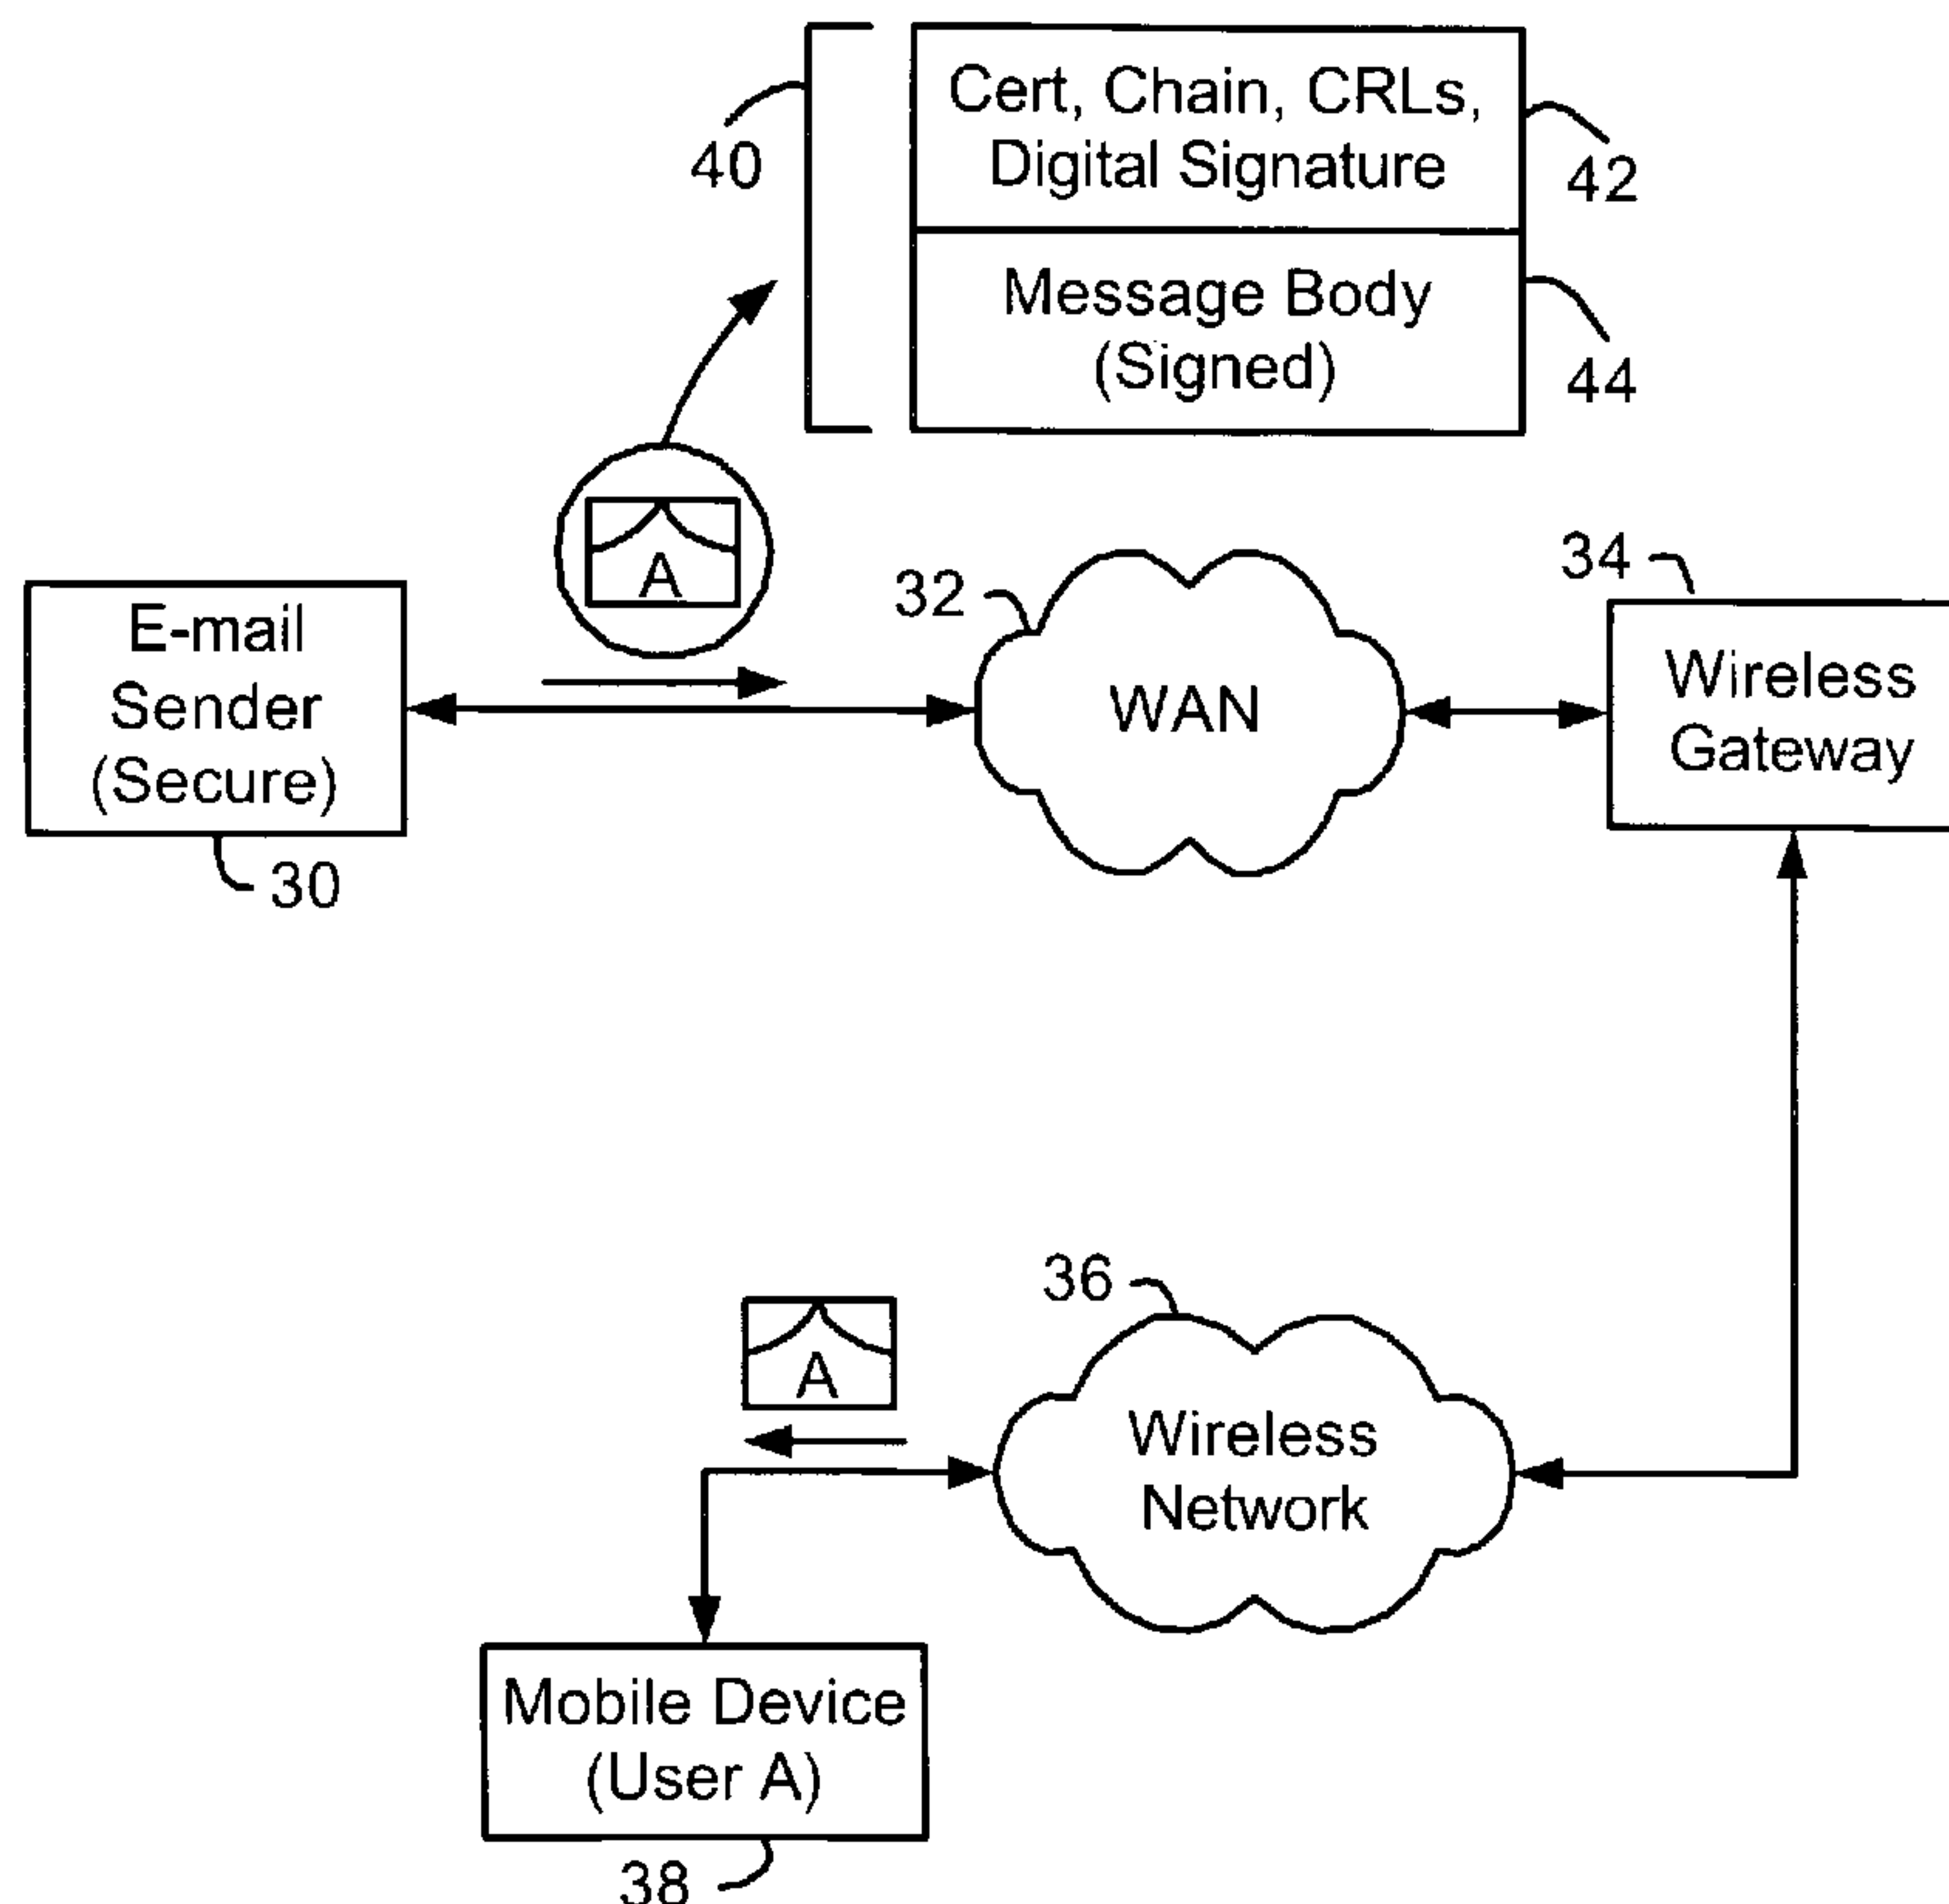 Cert, Chain, CRLs,
Digital Signature
40
42
Message Body
(Signed)
44
A
32
34
E-mail
Sender
(Secure)
WAN
Wireless
Gateway
30
36
A
Wireless
Network
Mobile Device
(User A)
38